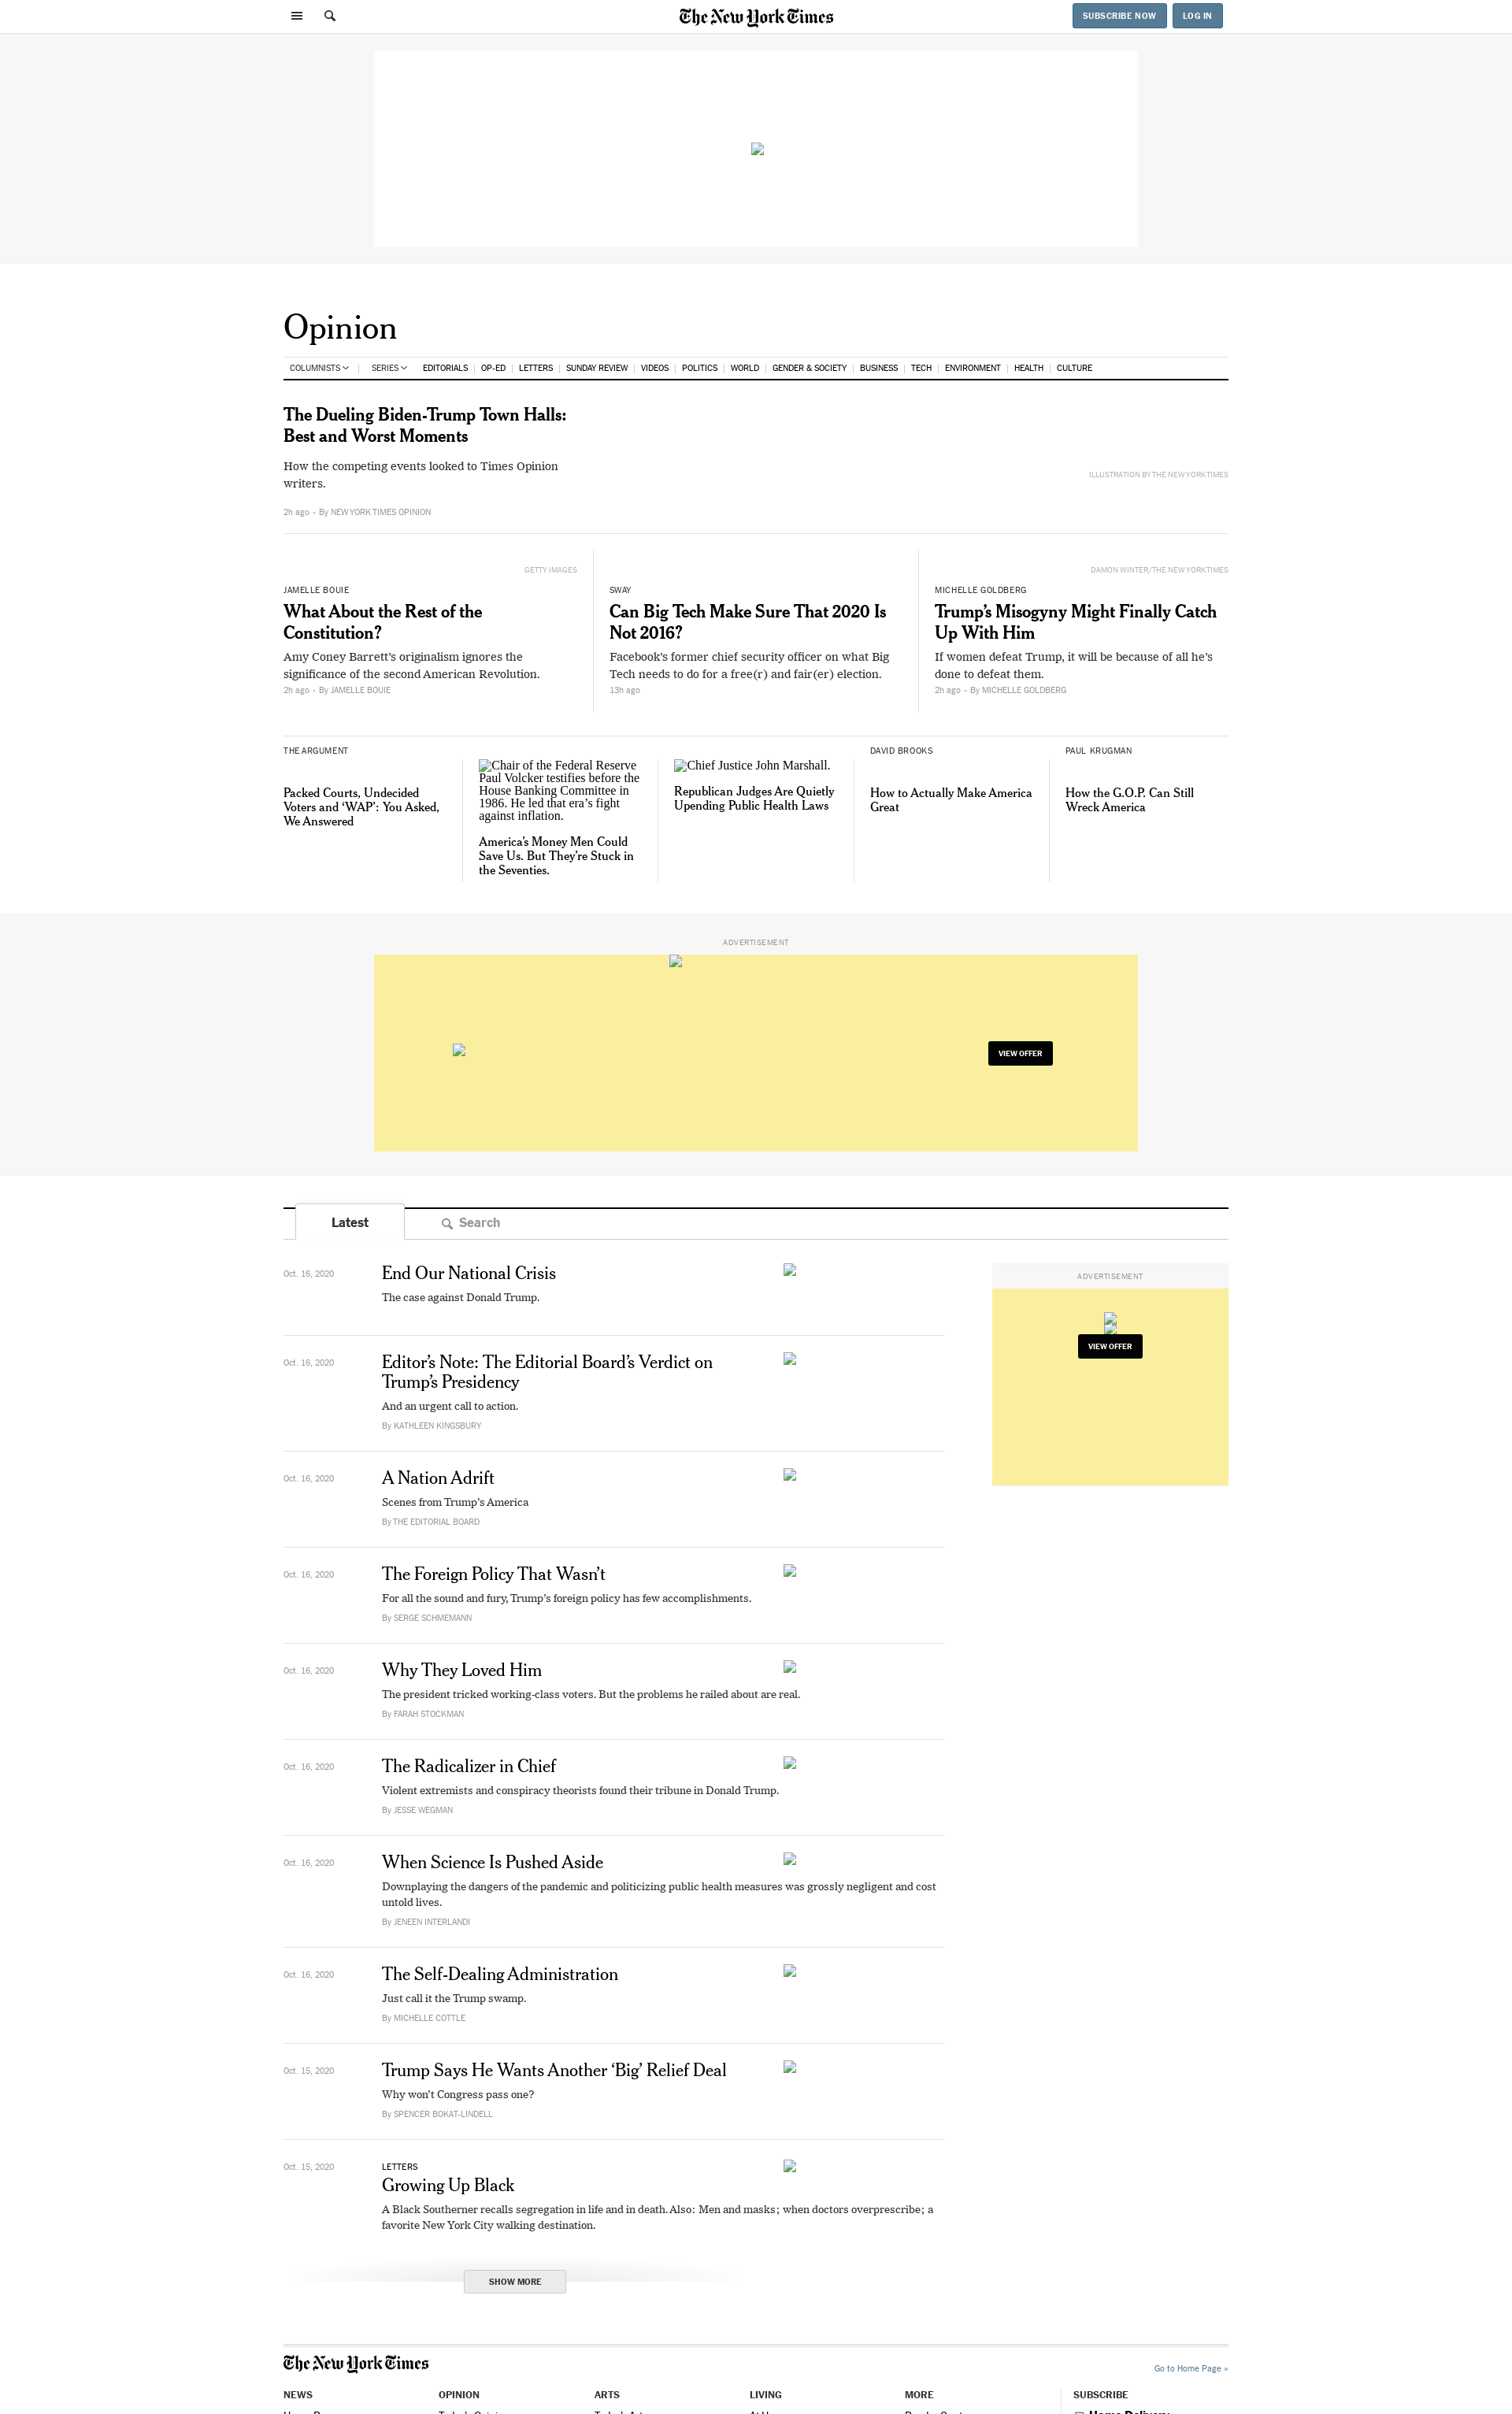 The New York Times
SUBSCRIBE NOW
LOG IN
Opinion
COLUMNISTS
SERIES
EDITORIALS
OP-ED
LETTERS
SUNDAY REVIEW
VIDEOS
POLITICS
WORLD
GENDER & SOCIETY
BUSINESS
TECH
ENVIRONMENT
HEALTH
CULTURE
The Dueling Biden-Trump Town Halls:
Best and Worst Moments
How the competing events looked to Times Opinion
writers.
2h ago • By NEW YORK TIMES OPINION
ILLUSTRATION BY THE NEW YORK TIMES
GETTY IMAGES
JAMELLE BOUIE
What About the Rest of the
Constitution?
Amy Coney Barrett’s originalism ignores the
significance of the second American Revolution.
2h ago • By JAMELLE BOUIE
SWAY
Can Big Tech Make Sure That 2020 Is
Not 2016?
Facebook’s former chief security officer on what Big
Tech needs to do for a free(r) and fair(er) election.
13h ago
DAMON WINTER/THE NEW YORK TIMES
MICHELLE GOLDBERG
Trump’s Misogyny Might Finally Catch
Up With Him
If women defeat Trump, it will be because of all he’s
done to defeat them.
2h ago • By MICHELLE GOLDBERG
THE ARGUMENT
Packed Courts, Undecided
Voters and ‘WAP’: You Asked,
We Answered
Chair of the Federal Reserve
Paul Volcker testifies before the
House Banking Committee in
1986. He led that era’s fight
against inflation.
America’s Money Men Could
Save Us. But They’re Stuck in
the Seventies.
Chief Justice John Marshall.
Republican Judges Are Quietly
Upending Public Health Laws
DAVID BROOKS
How to Actually Make America
Great
PAUL KRUGMAN
How the G.O.P. Can Still
Wreck America
ADVERTISEMENT
VIEW OFFER
Latest
Search
Oct. 16, 2020
End Our National Crisis
The case against Donald Trump.
ADVERTISEMENT
VIEW OFFER
Oct. 16, 2020
Editor’s Note: The Editorial Board’s Verdict on
Trump’s Presidency
And an urgent call to action.
By KATHLEEN KINGSBURY
Oct. 16, 2020
A Nation Adrift
Scenes from Trump’s America
By THE EDITORIAL BOARD
Oct. 16, 2020
The Foreign Policy That Wasn’t
For all the sound and fury, Trump’s foreign policy has few accomplishments.
By SERGE SCHMEMANN
Oct. 16, 2020
Why They Loved Him
The president tricked working-class voters. But the problems he railed about are real.
By FARAH STOCKMAN
Oct. 16, 2020
The Radicalizer in Chief
Violent extremists and conspiracy theorists found their tribune in Donald Trump.
By JESSE WEGMAN
Oct. 16, 2020
When Science Is Pushed Aside
Downplaying the dangers of the pandemic and politicizing public health measures was grossly negligent and cost
untold lives.
By JENEEN INTERLANDI
Oct. 16, 2020
The Self-Dealing Administration
Just call it the Trump swamp.
By MICHELLE COTTLE
Oct. 15, 2020
Trump Says He Wants Another ‘Big’ Relief Deal
Why won’t Congress pass one?
By SPENCER BOKAT-LINDELL
Oct. 15, 2020
LETTERS
Growing Up Black
A Black Southerner recalls segregation in life and in death. Also: Men and masks; when doctors overprescribe; a
favorite New York City walking destination.
SHOW MORE
The New York Times
Go to Home Page »
NEWS
OPINION
ARTS
LIVING
MORE
SUBSCRIBE